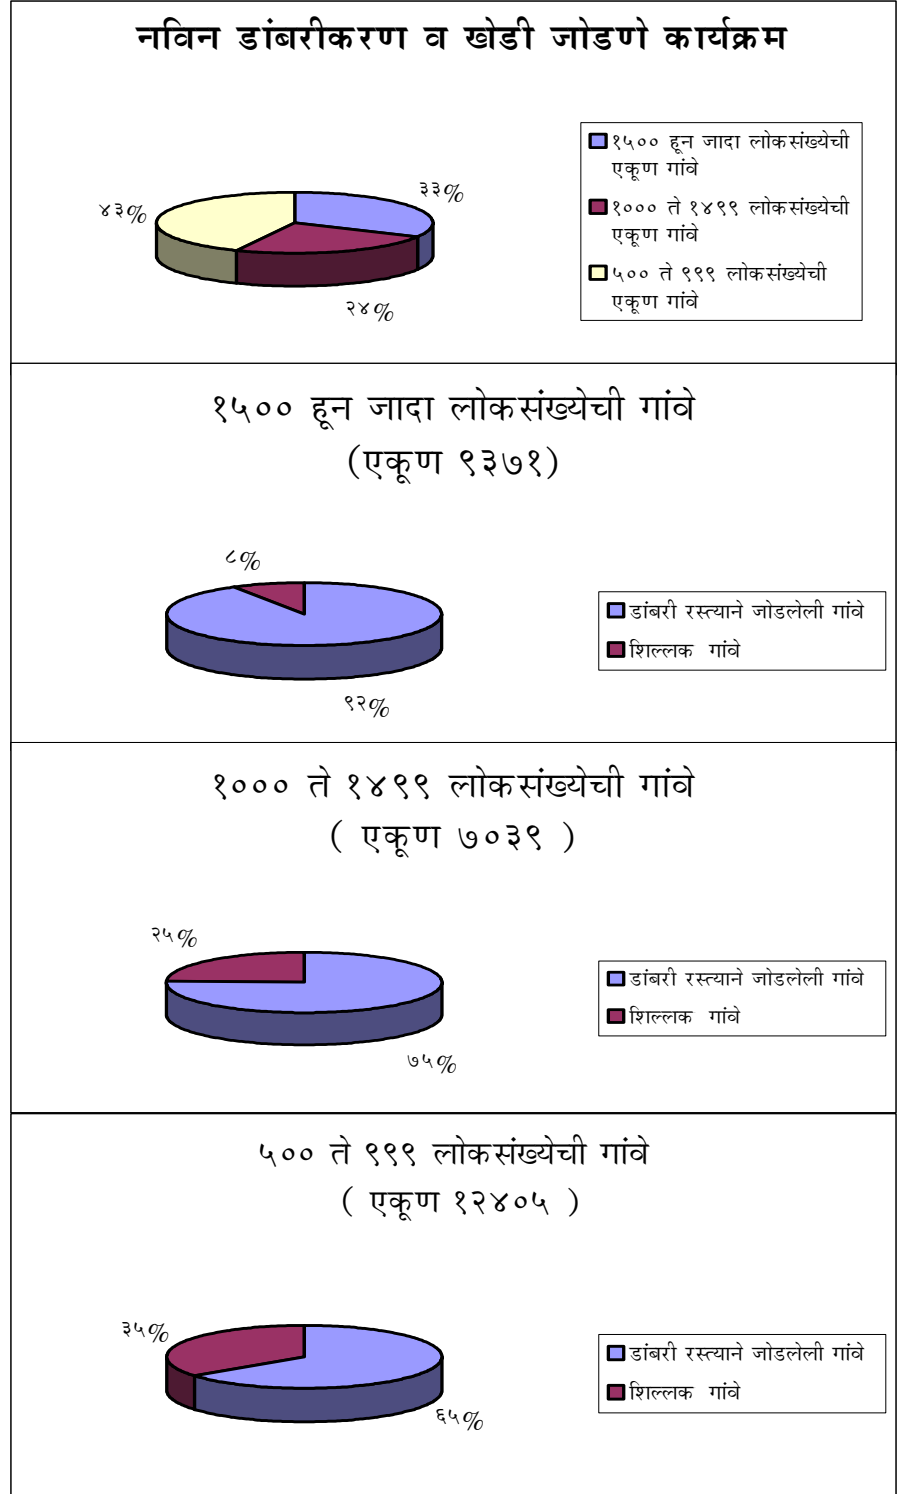 नविन डांबरीकरण व खेडी जोडणे कार्यक्रम
१५०० हून जादा लोकसंख्येची
एकूण गांवे
३३%
४३%
१००० ते १४९९ लोकसंख्येची
एकूण गांवे
५०० ते ९९९ लोकसंख्येची
एकूण गांवे
२४%
१५०० हून जादा लोकसंख्येची गांवे
(एकूण ९३७१)
८%
डांबरी रस्त्याने जोडलेली गांवे
शिल्लक गांवे
९२%
१००० ते १४९९ लोकसंख्येची गांवे
( एकूण ७०३९ )
२५%
डांबरी रस्त्याने जोडलेली गांवे
शिल्लक गांवे
७५%
५०० ते ९९९ लोकसंख्येची गांवे
( एकूण १२४०५ )
३५%
डांबरी रस्त्याने जोडलेली गांवे
शिल्लक गांवे
६५%